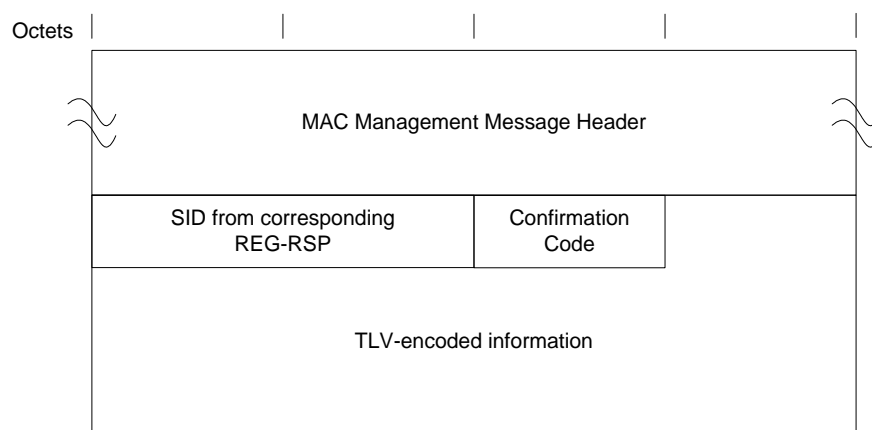 Octets
MAC Management Message Header
SID from corresponding
REG-RSP
Confirmation
Code
TLV-encoded information